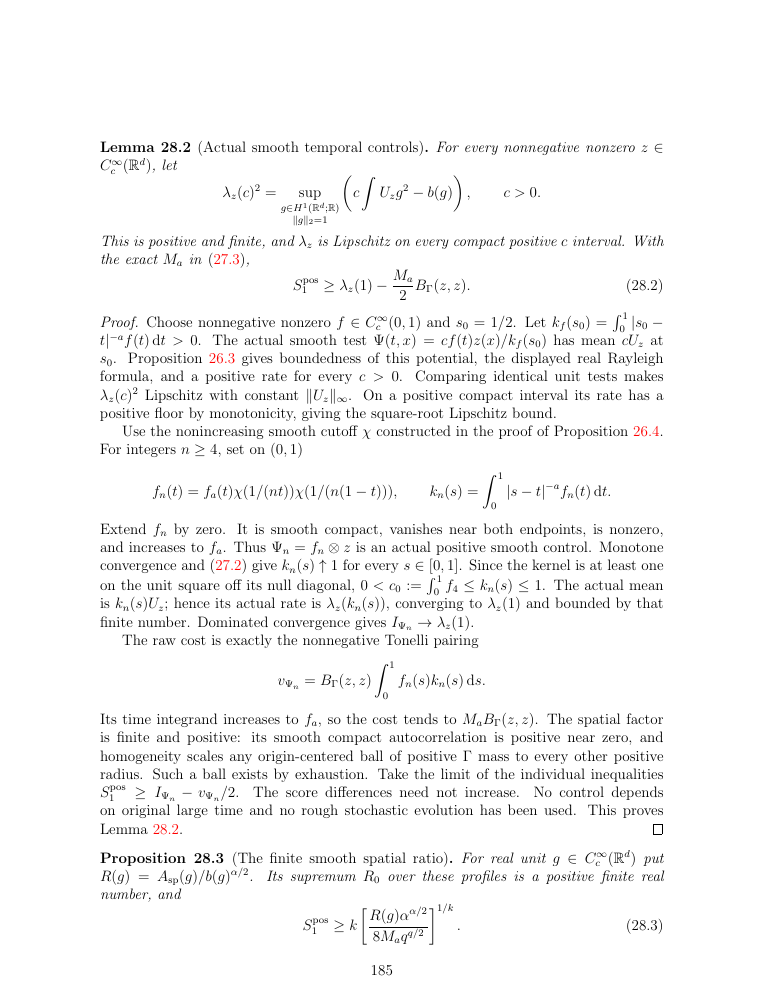 Lemma 28.2 (Actual smooth temporal controls). For every nonnegative nonzero z ∈
C_c^∞(ℝ^d), let
λ_z(c)² = sup_{g∈H¹(ℝ^d;ℝ) ‖g‖₂=1} (c ∫ U_z g² − b(g)), c > 0.
This is positive and finite, and λ_z is Lipschitz on every compact positive c interval. With
the exact M_a in (27.3),
S_1^pos ≥ λ_z(1) − M_a/2 B_Γ(z, z). (28.2)
Proof. Choose nonnegative nonzero f ∈ C_c^∞(0, 1) and s_0 = 1/2. Let k_f(s_0) = ∫_0^1 |s_0 −
t|^{−a} f(t) dt > 0. The actual smooth test Ψ(t, x) = cf(t)z(x)/k_f(s_0) has mean cU_z at
s_0. Proposition 26.3 gives boundedness of this potential, the displayed real Rayleigh
formula, and a positive rate for every c > 0. Comparing identical unit tests makes
λ_z(c)² Lipschitz with constant ‖U_z‖_∞. On a positive compact interval its rate has a
positive floor by monotonicity, giving the square-root Lipschitz bound.
Use the nonincreasing smooth cutoff χ constructed in the proof of Proposition 26.4.
For integers n ≥ 4, set on (0, 1)
f_n(t) = f_a(t)χ(1/(nt))χ(1/(n(1 − t))), k_n(s) = ∫_0^1 |s − t|^{−a} f_n(t) dt.
Extend f_n by zero. It is smooth compact, vanishes near both endpoints, is nonzero,
and increases to f_a. Thus Ψ_n = f_n ⊗ z is an actual positive smooth control. Monotone
convergence and (27.2) give k_n(s) ↑ 1 for every s ∈ [0, 1]. Since the kernel is at least one
on the unit square off its null diagonal, 0 < c_0 := ∫_0^1 f_4 ≤ k_n(s) ≤ 1. The actual mean
is k_n(s)U_z; hence its actual rate is λ_z(k_n(s)), converging to λ_z(1) and bounded by that
finite number. Dominated convergence gives I_{Ψ_n} → λ_z(1).
The raw cost is exactly the nonnegative Tonelli pairing
v_{Ψ_n} = B_Γ(z, z) ∫_0^1 f_n(s)k_n(s) ds.
Its time integrand increases to f_a, so the cost tends to M_a B_Γ(z, z). The spatial factor
is finite and positive: its smooth compact autocorrelation is positive near zero, and
homogeneity scales any origin-centered ball of positive Γ mass to every other positive
radius. Such a ball exists by exhaustion. Take the limit of the individual inequalities
S_1^pos ≥ I_{Ψ_n} − v_{Ψ_n}/2. The score differences need not increase. No control depends
on original large time and no rough stochastic evolution has been used. This proves
Lemma 28.2. □
Proposition 28.3 (The finite smooth spatial ratio). For real unit g ∈ C_c^∞(ℝ^d) put
R(g) = A_sp(g)/b(g)^{α/2}. Its supremum R_0 over these profiles is a positive finite real
number, and
S_1^pos ≥ k [R(g)α^{α/2} / 8M_a q^{q/2}]^{1/k}. (28.3)
185